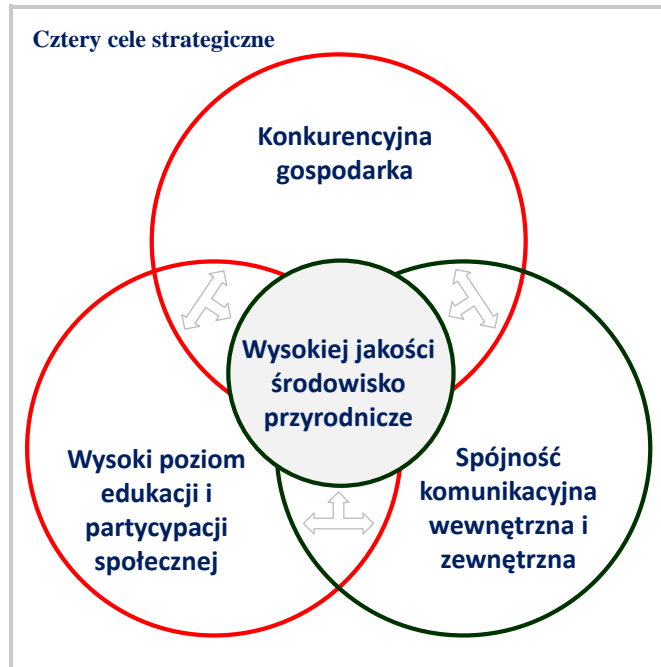 Cztery cele strategiczne
Konkurencyjna
gospodarka
Wysokiej jakości
środowisko
przyrodnicze
Wysoki poziom
edukacji i
partycypacji
społecznej
Spójność
komunikacyjna
wewnętrzna i
zewnętrzna